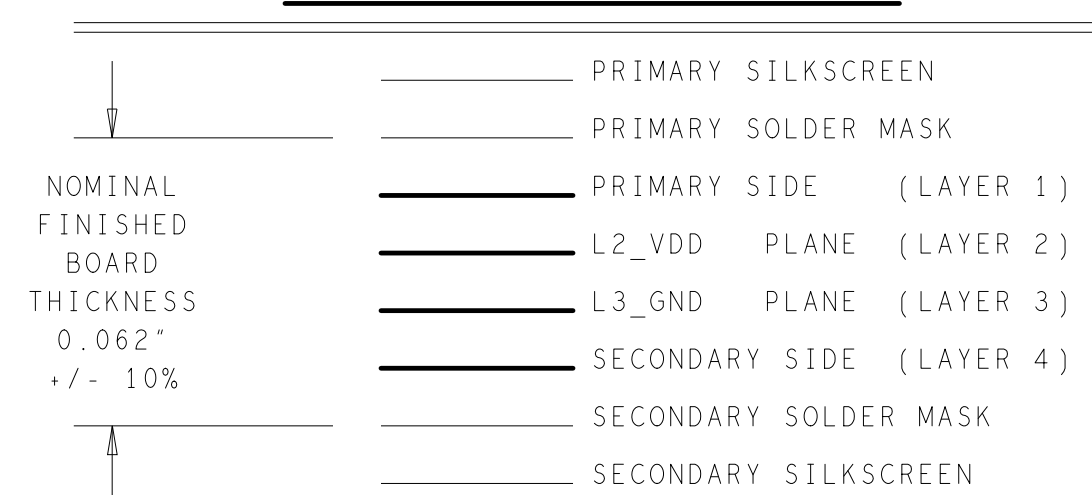 PRIMARY SILKSCREEN
PRIMARY SOLDER MASK
PRIMARY SIDE (LAYER 1)
L2_VDD PLANE (LAYER 2)
L3_GND PLANE (LAYER 3)
SECONDARY SIDE (LAYER 4)
SECONDARY SOLDER MASK
SECONDARY SILKSCREEN
NOMINAL
FINISHED
BOARD
THICKNESS
0.062"
+/- 10%